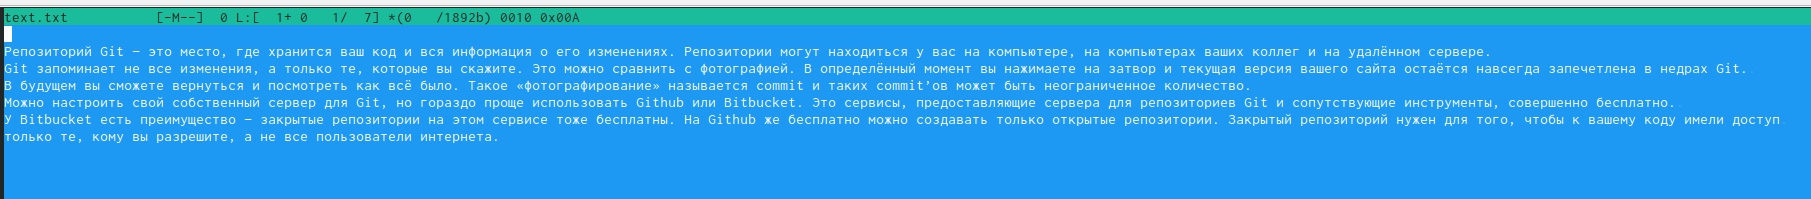 text.txt [-M--] 0 L:[ 1+ 0 1/ 7] *(0 /1892b) 0010 0x00A
Репозиторий Git - это место, где хранится ваш код и вся информация о его изменениях. Репозитории могут находиться у вас на компьютере, на компьютерах ваших коллег и на удалённом сервере.
Git запоминает не все изменения, а только те, которые вы скажите. Это можно сравнить с фотографией. В определённый момент вы нажимаете на затвор и текущая версия вашего сайта остаётся навсегда запечетлена в недрах Git.
В будущем вы сможете вернуться и посмотреть как всё было. Такое «фотографирование» называется commit и таких commit'ов может быть неограниченное количество.
Можно настроить свой собственный сервер для Git, но гораздо проще использовать Github или Bitbucket. Это сервисы, предоставляющие сервера для репозиториев Git и сопутствующие инструменты, совершенно бесплатно.
У Bitbucket есть преимущество - закрытые репозитории на этом сервисе тоже бесплатны. На Github же бесплатно можно создавать только открытые репозитории. Закрытый репозиторий нужен для того, чтобы к вашему коду имели доступ
только те, кому вы разрешите, а не все пользователи интернета.